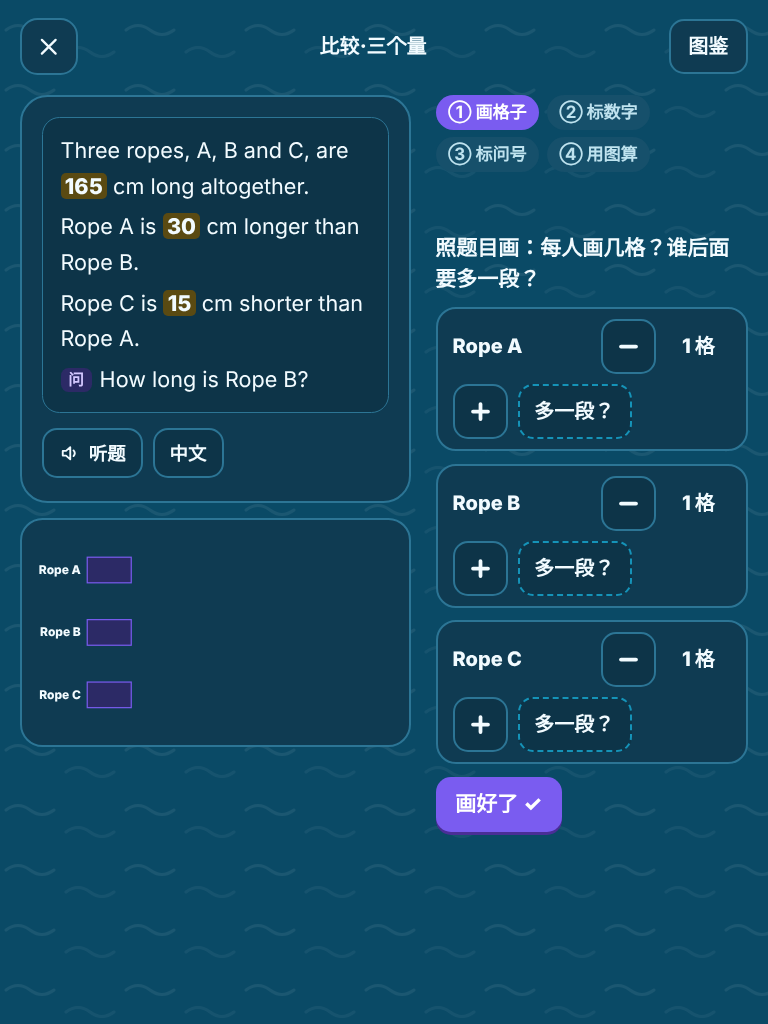 比较·三个量
图鉴
Three ropes, A, B and C, are
165 cm long altogether.
Rope A is 30 cm longer than
Rope B.
Rope C is 15 cm shorter than
Rope A.
问 How long is Rope B?
听题
中文
Rope A
Rope B
Rope C
① 画格子
② 标数字
③ 标问号
④ 用图算
照题目画：每人画几格？谁后面
要多一段？
Rope A − 1格
+ 多一段？
Rope B − 1格
+ 多一段？
Rope C − 1格
+ 多一段？
画好了 ✓